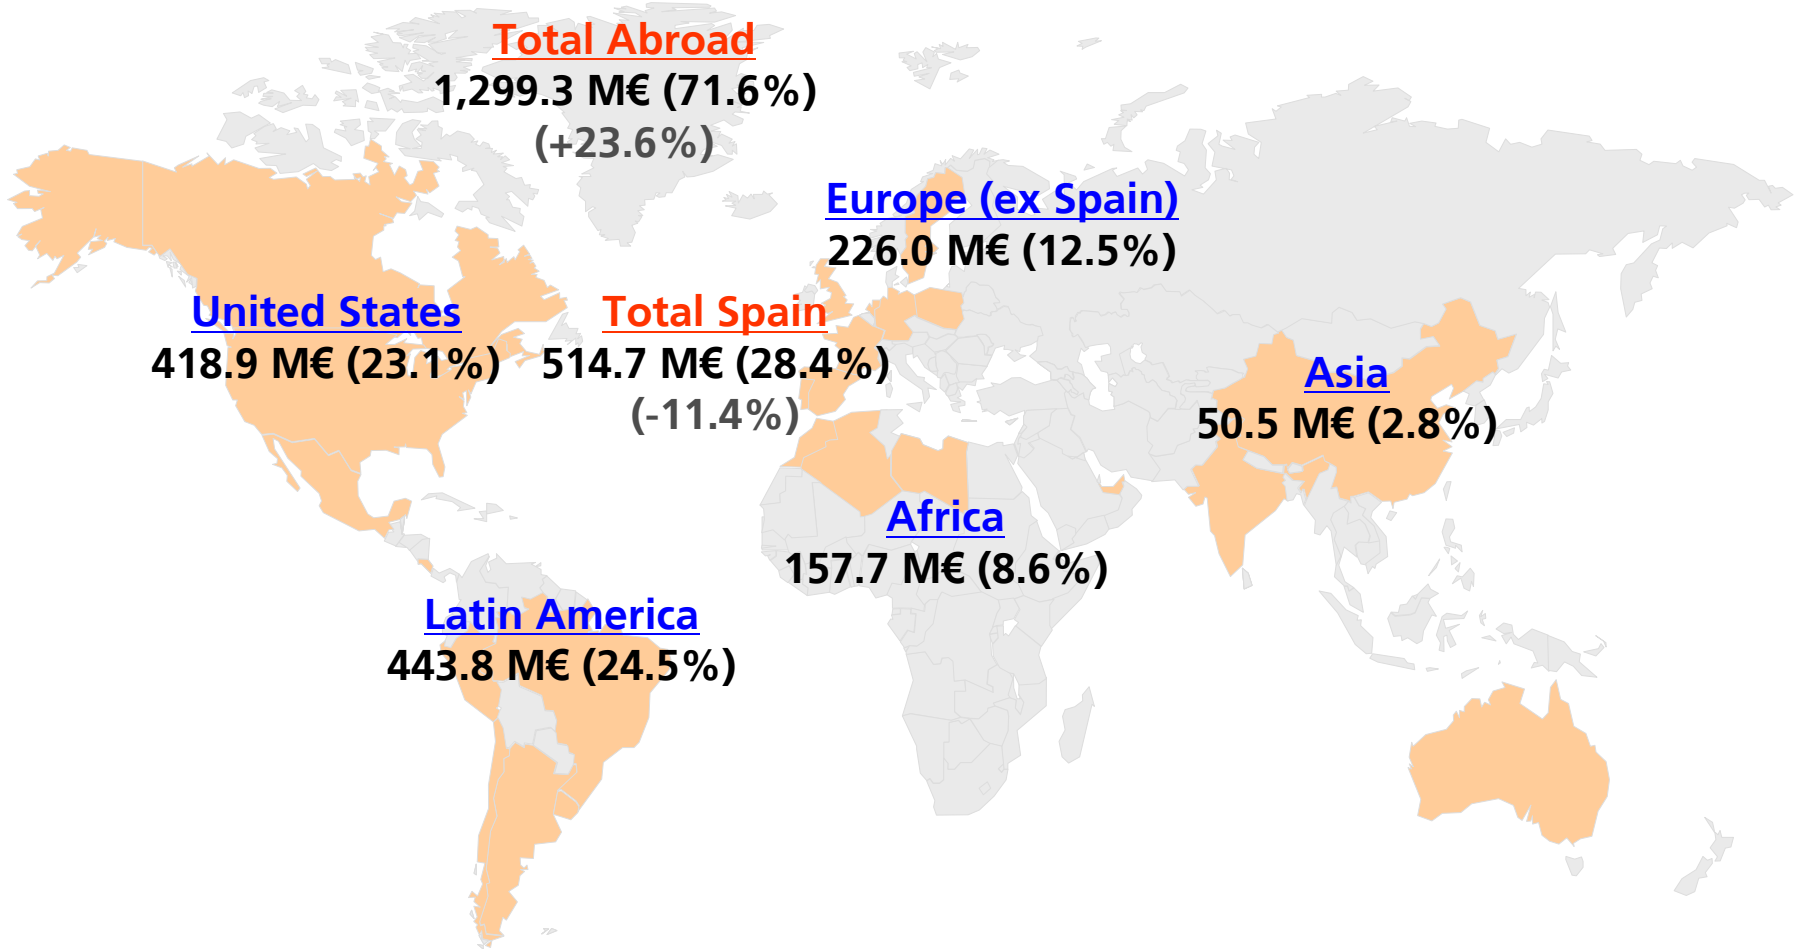 Total Abroad
1,299.3 M€ (71.6%)
(+23.6%)
Europe (ex Spain)
226.0 M€ (12.5%)
United States
418.9 M€ (23.1%)
Total Spain
514.7 M€ (28.4%)
(-11.4%)
Asia
50.5 M€ (2.8%)
Africa
157.7 M€ (8.6%)
Latin America
443.8 M€ (24.5%)